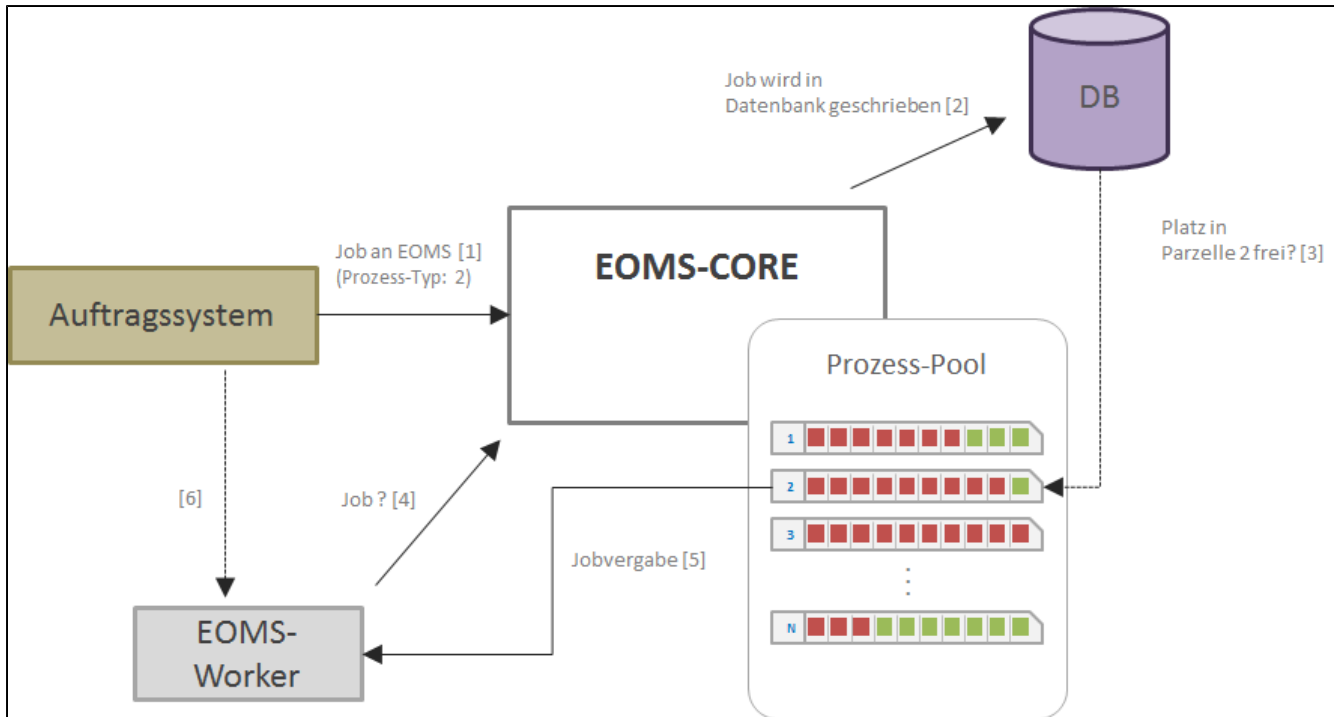 Job wird in
Datenbank geschrieben [2]
DB
Job an EOMS [1]
(Prozess-Typ: 2)
EOMS-CORE
Platz in
Parzelle 2 frei? [3]
Auftragssystem
Prozess-Pool
1
2
3
N
[6]
Job ? [4]
Jobvergabe [5]
EOMS-
Worker